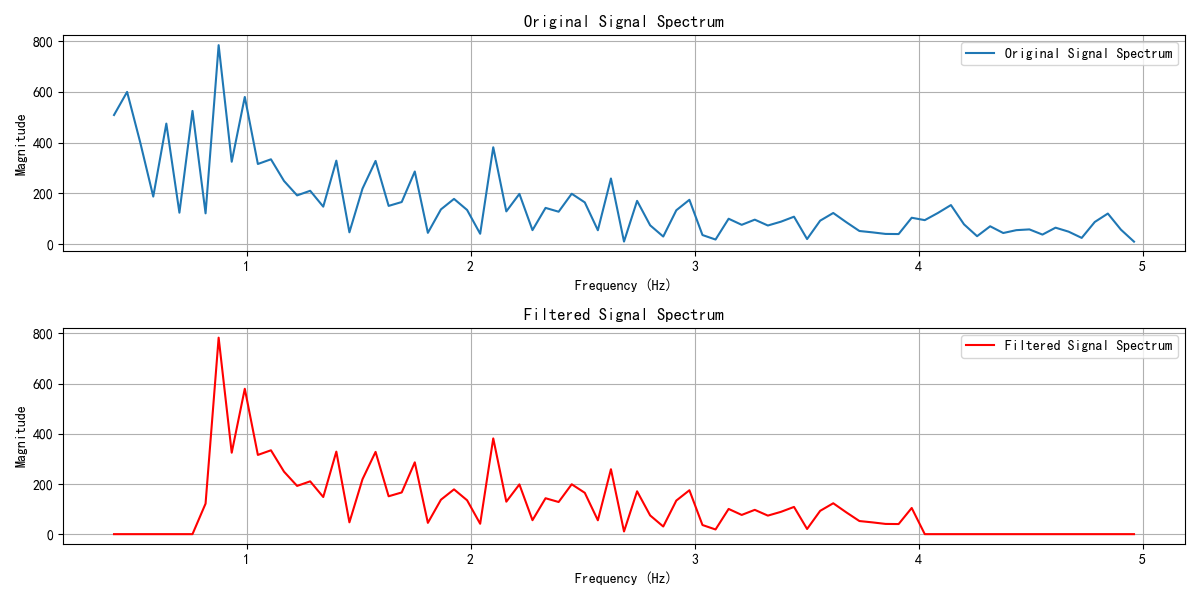 Original Signal Spectrum
800
600
400
200
0
Magnitude
Original Signal Spectrum
1
2
3
4
5
Frequency (Hz)
Filtered Signal Spectrum
800
600
400
200
0
Magnitude
Filtered Signal Spectrum
1
2
3
4
5
Frequency (Hz)